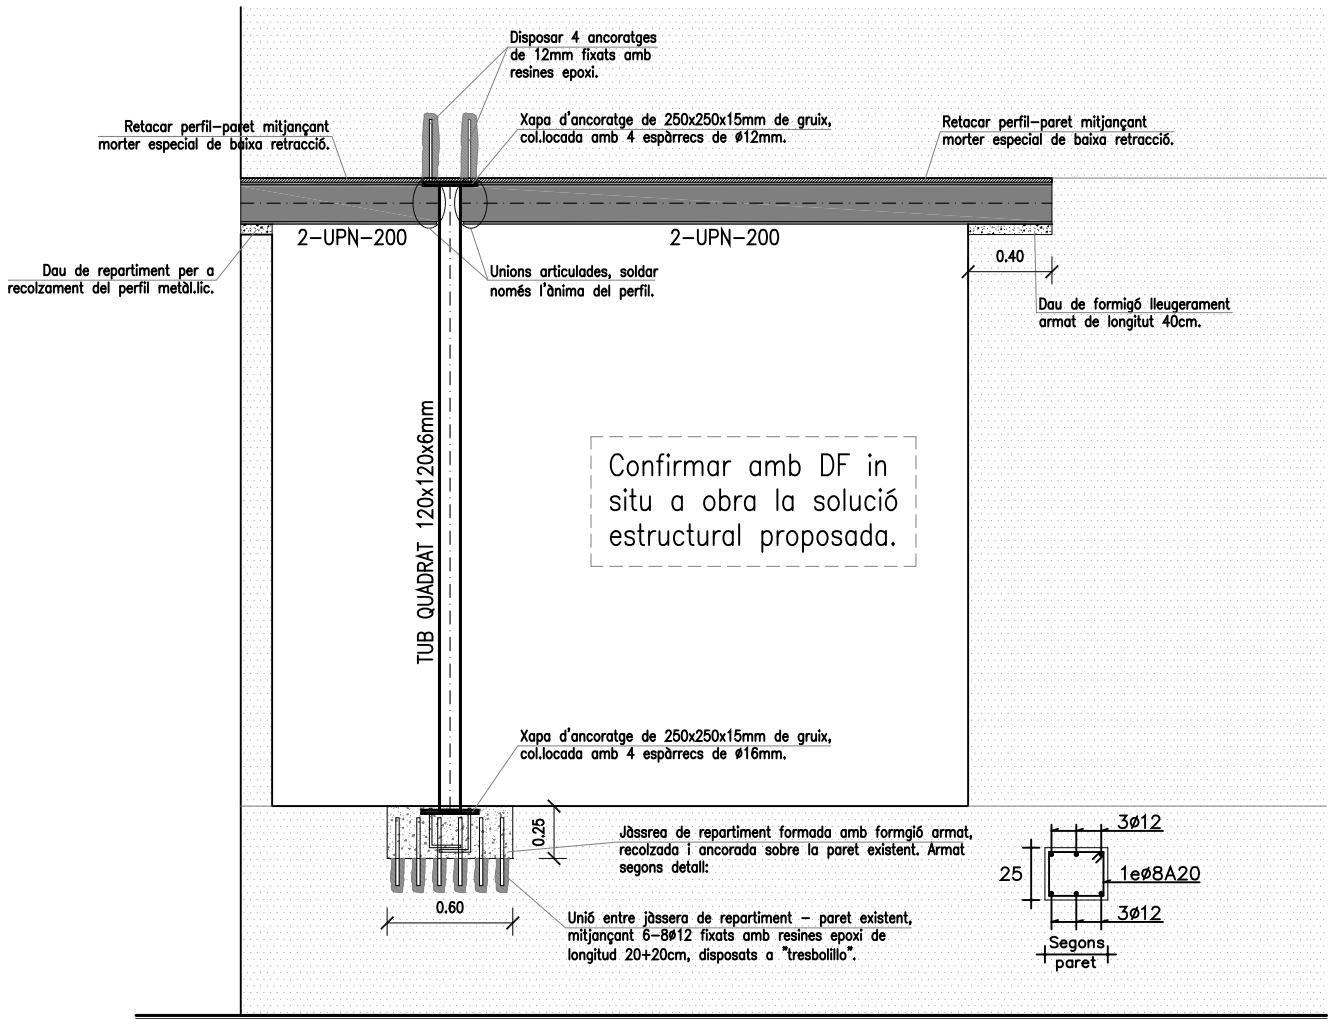 Disposar 4 ancoratges
de 12mm fixats amb
resines epoxi.
Retacar perfil-paret mitjançant
morter especial de baixa retracció.
Xapa d'ancoratge de 250x250x15mm de gruix,
col.locada amb 4 espàrrecs de ø12mm.
Retacar perfil-paret mitjançant
morter especial de baixa retracció.
2-UPN-200
2-UPN-200
Dau de repartiment per a
recolzament del perfil metàl.lic.
Unions articulades, soldar
només l'ànima del perfil.
0.40
Dau de formigó lleugerament
armat de longitut 40cm.
TUB QUADRAT 120x120x6mm
Confirmar amb DF in
situ a obra la solució
estructural proposada.
Xapa d'ancoratge de 250x250x15mm de gruix,
col.locada amb 4 espàrrecs de ø16mm.
0.25
Jàssrea de repartiment formada amb formgió armat,
recolzada i ancorada sobre la paret existent. Armat
segons detall:
0.60
Unió entre jàssera de repartiment - paret existent,
mitjançant 6-8ø12 fixats amb resines epoxi de
longitud 20+20cm, disposats a "tresbolillo".
3ø12
25
1eø8A20
3ø12
Segons
paret